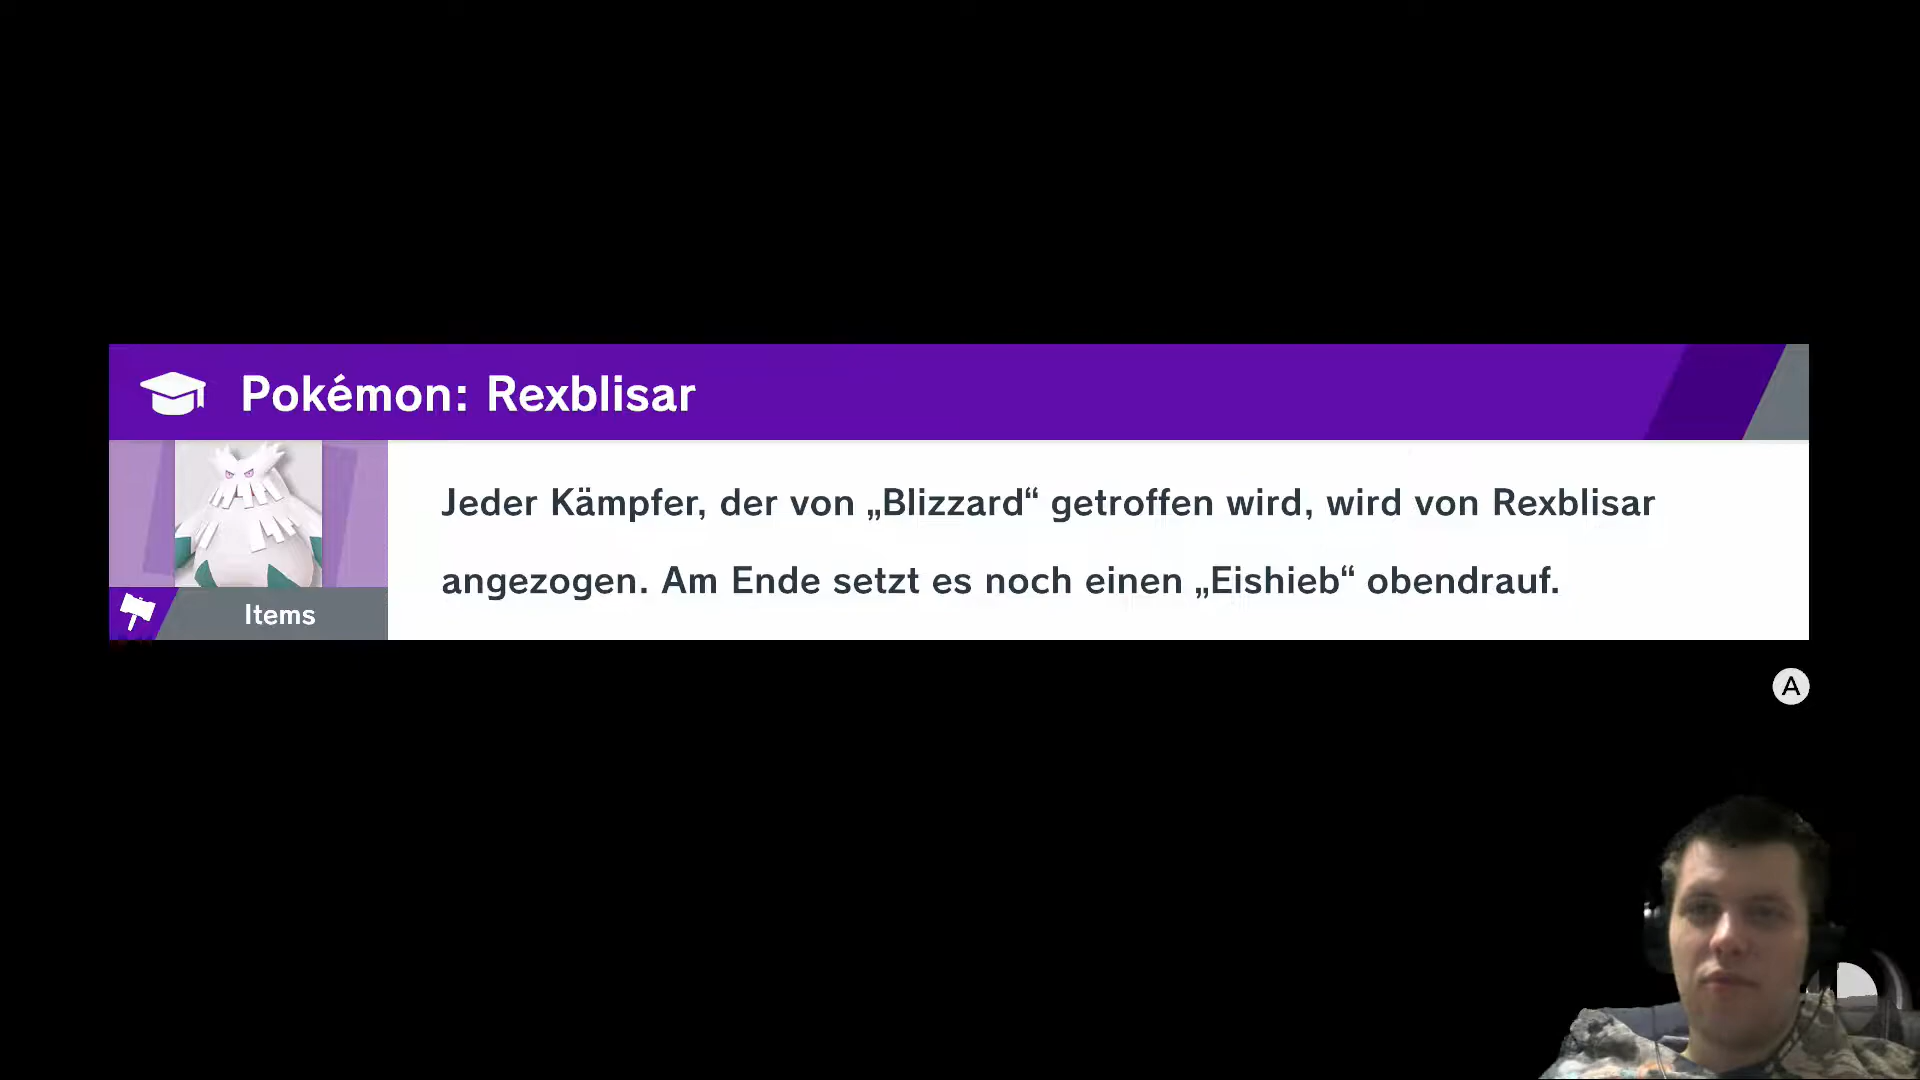 Pokémon: Rexblisar
Jeder Kämpfer, der von „Blizzard“ getroffen wird, wird von Rexblisar
angezogen. Am Ende setzt es noch einen „Eishieb“ obendrauf.
Items
A